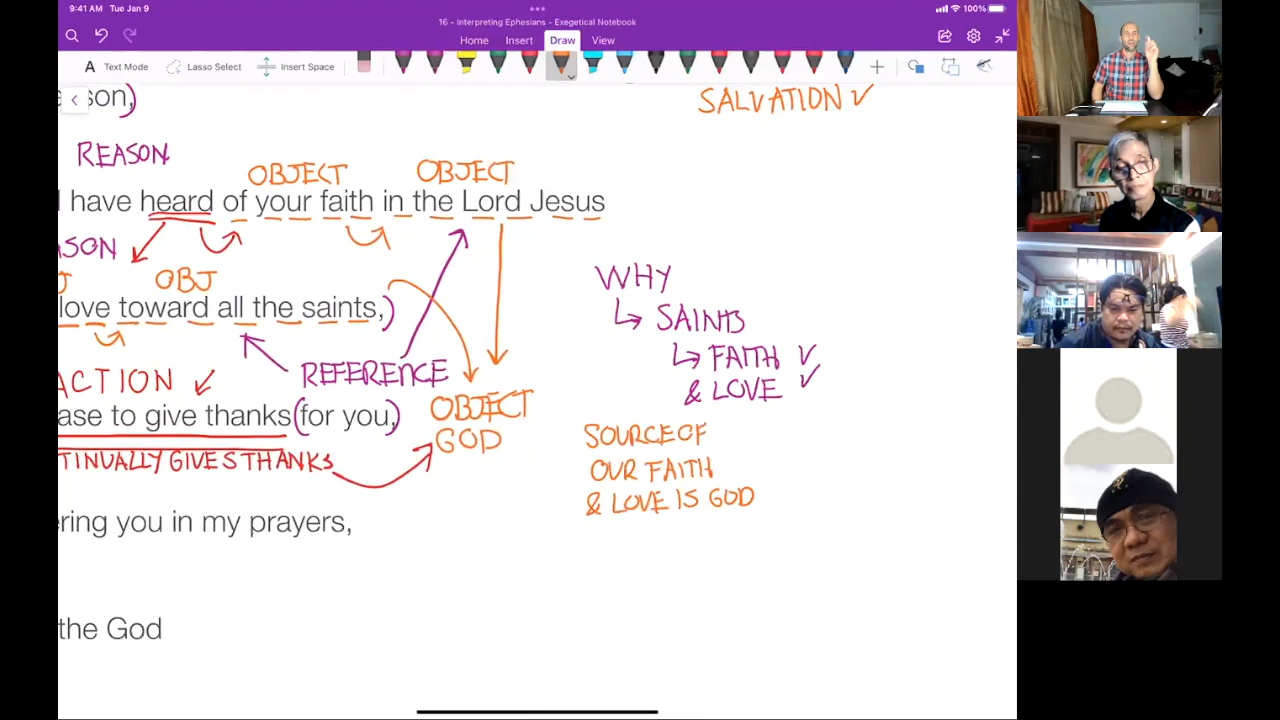 9:41 AM Tue Jan 9
100%
16 - Interpreting Ephesians - Exegetical Notebook
Home Insert Draw View
Text Mode Lasso Select Insert Space
son,)
SALVATION ✓
REASON
OBJECT OBJECT
have heard of your faith in the Lord Jesus
ASON
OBJ
WHY
love toward all the saints,)
↳ SAINTS
↳ FAITH ✓
ACTION
REFERENCE
& LOVE ✓
ase to give thanks (for you,)
OBJECT
GOD
SOURCE OF
TINUALLY GIVES THANKS
OUR FAITH
& LOVE IS GOD
ering you in my prayers,
the God